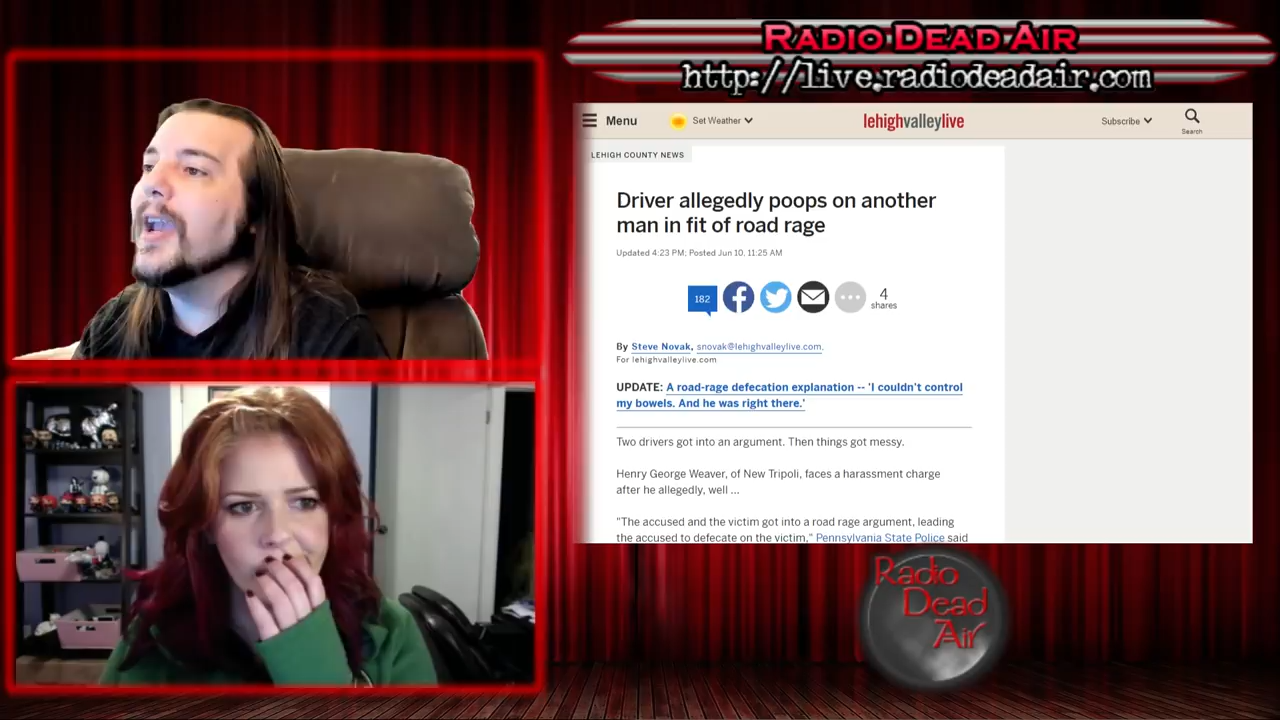 Radio Dead Air
http://live.radiodeadair.com
Menu
Set Weather
lehighvalleylive
Subscribe
Search
LEHIGH COUNTY NEWS
Driver allegedly poops on another
man in fit of road rage
Updated 4:23 PM; Posted Jun 10, 11:25 AM
182
4
shares
By Steve Novak, snovak@lehighvalleylive.com,
For lehighvalleylive.com
UPDATE: A road-rage defecation explanation -- 'I couldn't control
my bowels. And he was right there.'
Two drivers got into an argument. Then things got messy.
Henry George Weaver, of New Tripoli, faces a harassment charge
after he allegedly, well ...
"The accused and the victim got into a road rage argument, leading
the accused to defecate on the victim," Pennsylvania State Police said
Radio
Dead
Air